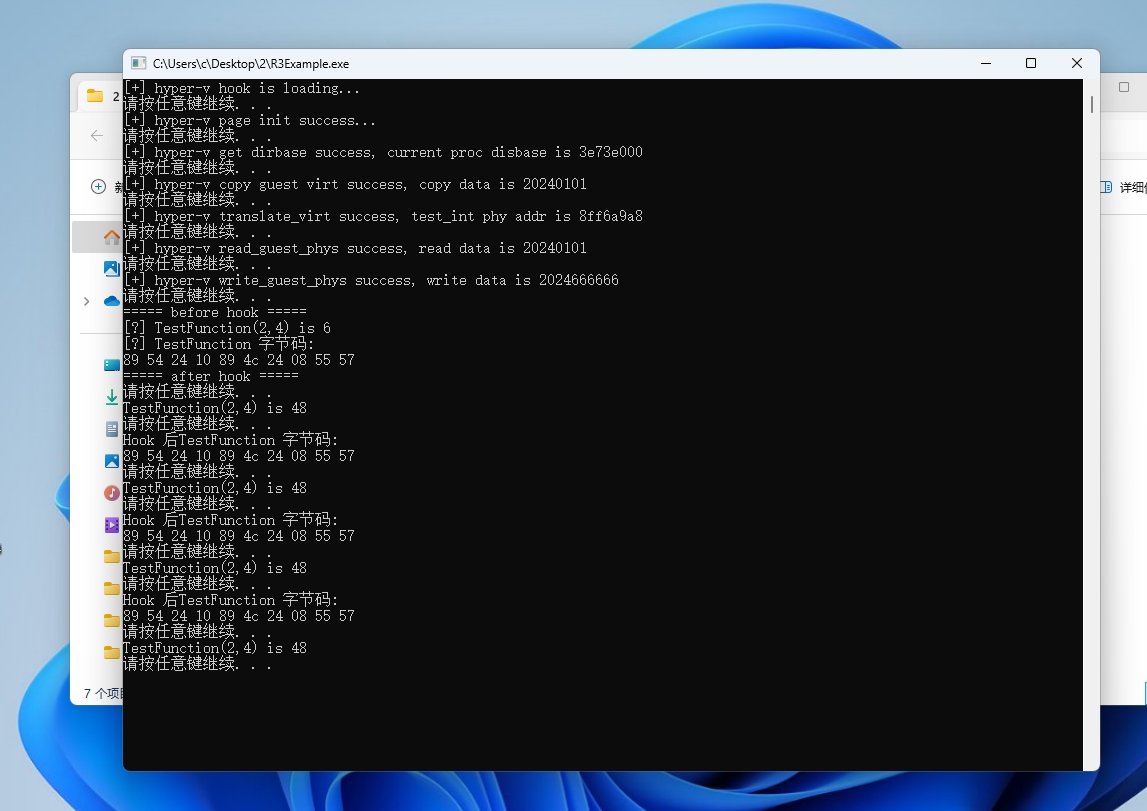 C:\Users\c\Desktop\2\R3Example.exe
2
[+] hyper-v hook is loading...
请按任意键继续. . .
[+] hyper-v page init success...
请按任意键继续. . .
[+] hyper-v get dirbase success, current proc disbase is 3e73e000
请按任意键继续. . .
[+] hyper-v copy guest virt success, copy data is 20240101
请按任意键继续. . .
[+] hyper-v translate_virt success, test_int phy addr is 8ff6a9a8
请按任意键继续. . .
[+] hyper-v read_guest_phys success, read data is 20240101
请按任意键继续. . .
[+] hyper-v write_guest_phys success, write data is 2024666666
请按任意键继续. . .
===== before hook =====
[?] TestFunction(2,4) is 6
[?] TestFunction 字节码:
89 54 24 10 89 4c 24 08 55 57
===== after hook =====
请按任意键继续. . .
TestFunction(2,4) is 48
请按任意键继续. . .
Hook 后TestFunction 字节码:
89 54 24 10 89 4c 24 08 55 57
请按任意键继续. . .
TestFunction(2,4) is 48
请按任意键继续. . .
Hook 后TestFunction 字节码:
89 54 24 10 89 4c 24 08 55 57
请按任意键继续. . .
TestFunction(2,4) is 48
请按任意键继续. . .
Hook 后TestFunction 字节码:
89 54 24 10 89 4c 24 08 55 57
请按任意键继续. . .
TestFunction(2,4) is 48
请按任意键继续. . .
详细
7 个项